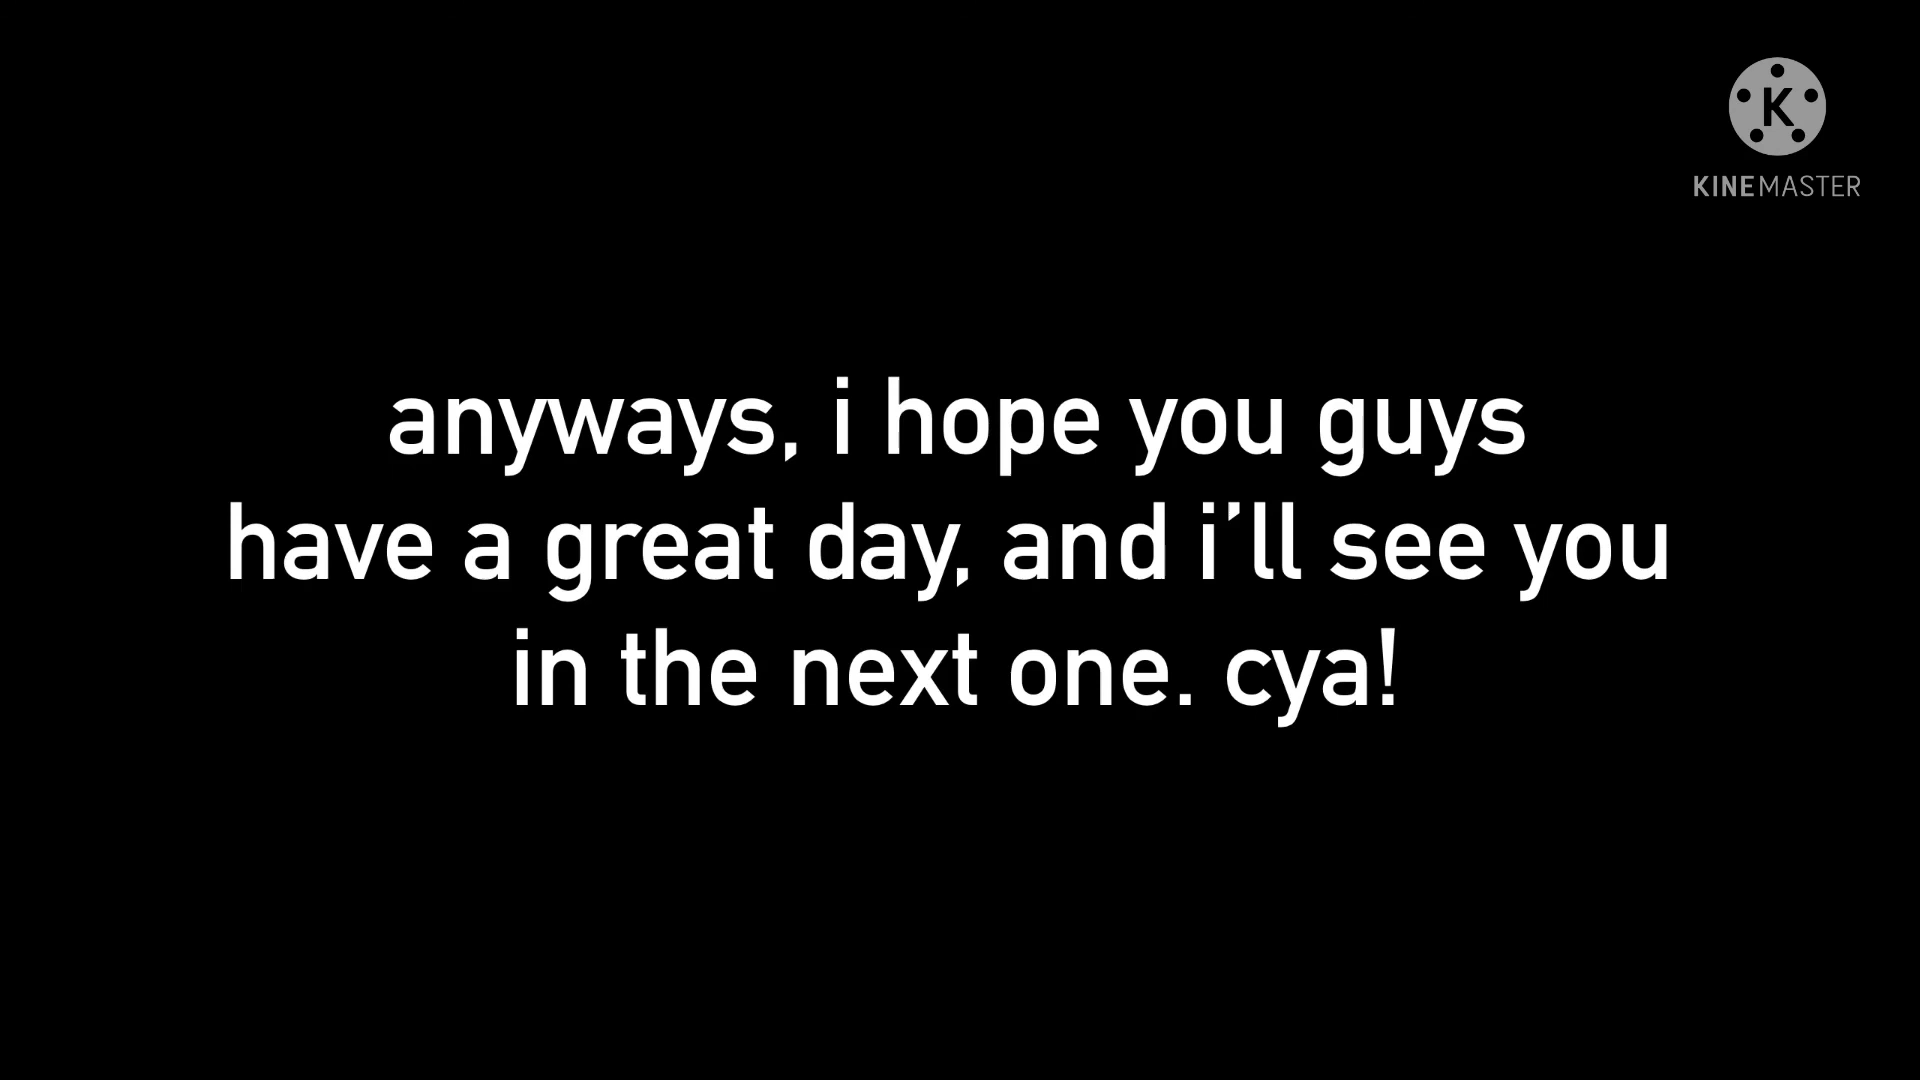 K
KINEMASTER
anyways, i hope you guys
have a great day, and i’ll see you
in the next one. cya!